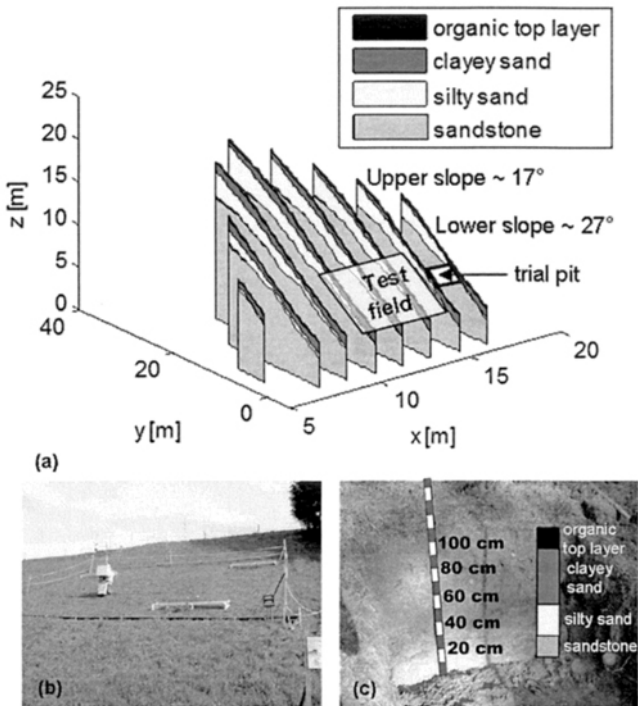 organic top layer
clayey sand
silty sand
sandstone
25
20
15
10
5
0
z [m]
Upper slope ~ 17°
Lower slope ~ 27°
Test
field
trial pit
40
20
0
y [m]
5
10
15
20
x [m]
(a)
(b)
100 cm
80 cm
60 cm
40 cm
20 cm
organic
top layer
clayey
sand
silty sand
sandstone
(c)